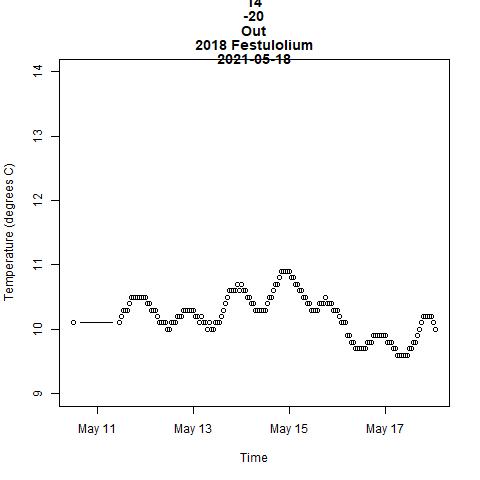 14
-20
Out
2018 Festulolium
2021-05-18
Temperature (degrees C)
14
13
12
11
10
9
May 11 May 13 May 15 May 17
Time